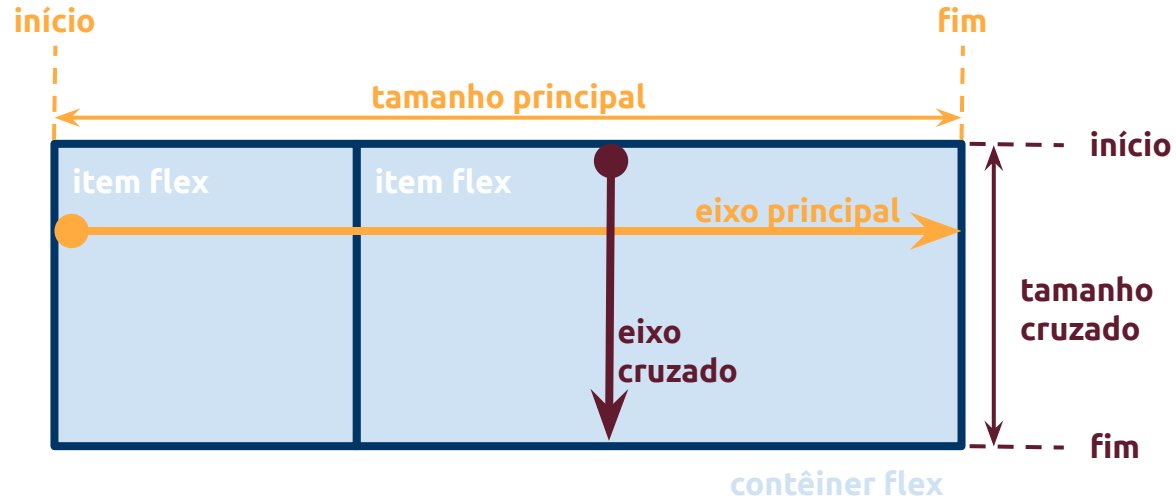 início
fim
tamanho principal
início
item flex
item flex
eixo principal
tamanho
cruzado
eixo
cruzado
fim
contêiner flex